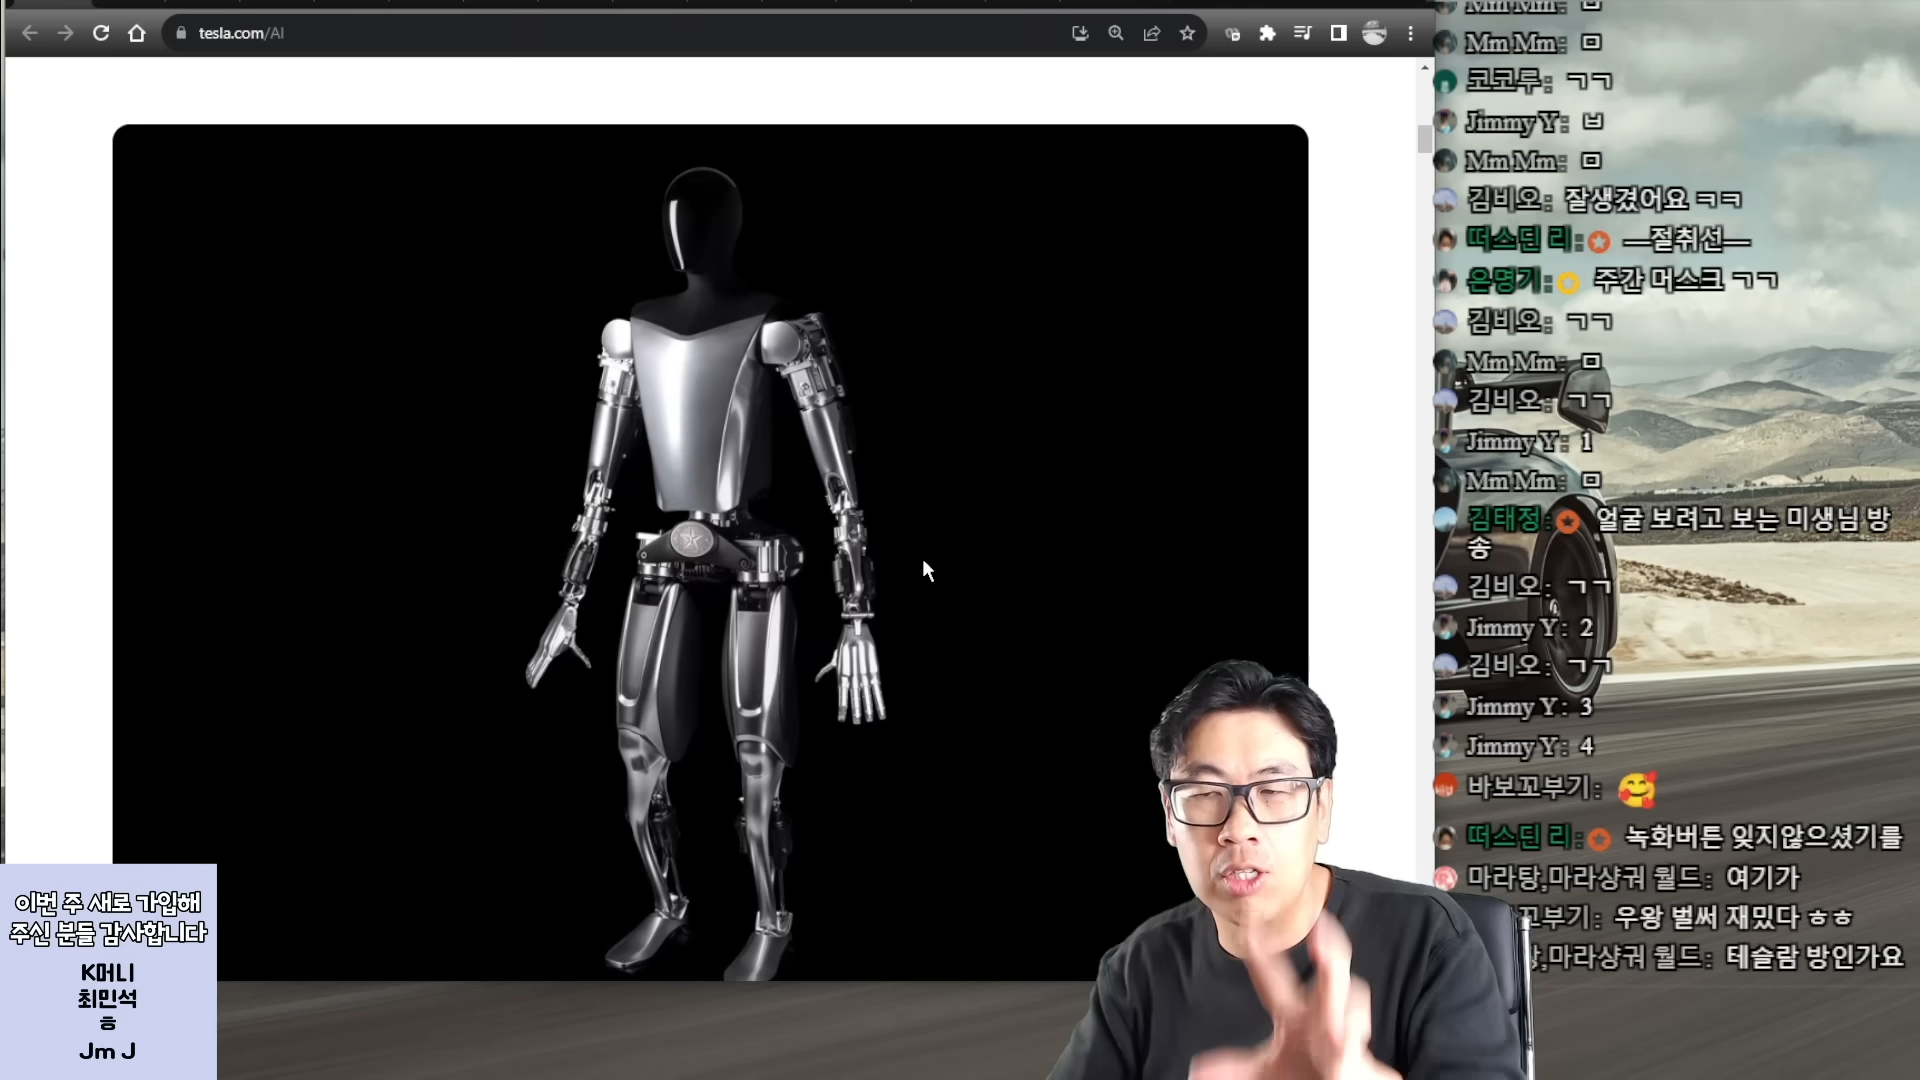 tesla.com/AI
Mm Mm: ㅁ
Mm Mm: ㅁ
코코루: ㄱㄱ
Jimmy Y: ㅂ
Mm Mm: ㅁ
김비오: 잘생겼어요 ㅋㅋ
떠스딘 리: —절취선—
은명기: 주간 머스크 ㄱㄱ
김비오: ㄱㄱ
Mm Mm: ㅁ
김비오: ㄱㄱ
Jimmy Y: 1
Mm Mm: ㅁ
김태정: 얼굴 보려고 보는 미생님 방
송
김비오: ㄱㄱ
Jimmy Y: 2
김비오: ㄱㄱ
Jimmy Y: 3
Jimmy Y: 4
바보꼬부기: 🥰
떠스딘 리: 녹화버튼 잊지않으셨기를
마라탕,마라샹궈 월드: 여기가
꼬부기: 우왕 벌써 재밌다 ㅎㅎ
,마라샹궈 월드: 테슬람 방인가요
이번 주 새로 가입해
주신 분들 감사합니다
K머니
최민석
ㅎ
Jm J